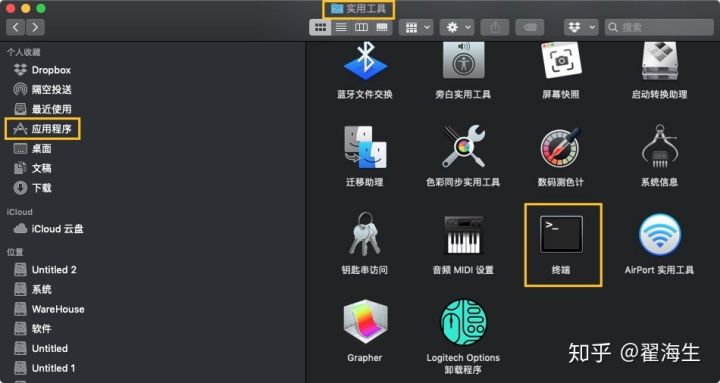 实用工具
搜索
个人收藏
Dropbox
隔空投送
最近使用
应用程序
桌面
文稿
下载
iCloud
iCloud 云盘
位置
Untitled 2
系统
WareHouse
软件
Untitled
Untitled 1
蓝牙文件交换
旁白实用工具
屏幕快照
启动转换助理
迁移助理
色彩同步实用工具
数码测色计
系统信息
钥匙串访问
音频 MIDI 设置
>_
终端
AirPort 实用工具
Grapher
Logitech Options
卸载程序
知乎 @翟海生